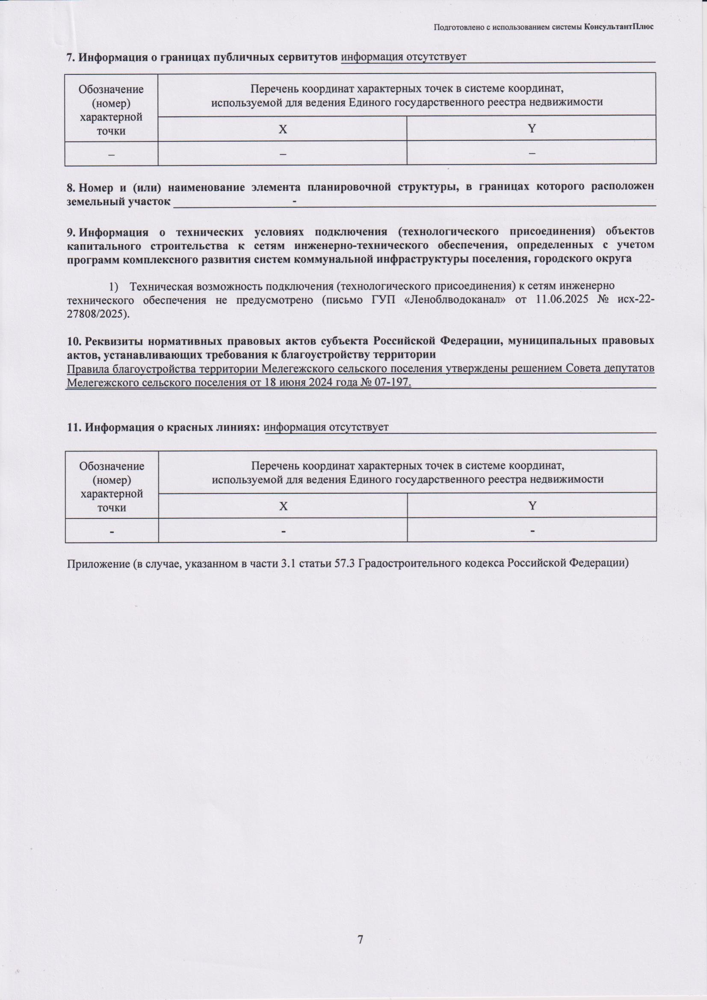 Подготовлено с использованием системы КонсультантПлюс
7. Информация о границах публичных сервитутов информация отсутствует
Обозначение
(номер)
характерной
точки
Перечень координат характерных точек в системе координат,
используемой для ведения Единого государственного реестра недвижимости
X
Y
–
–
–
8. Номер и (или) наименование элемента планировочной структуры, в границах которого расположен
земельный участок -
9. Информация о технических условиях подключения (технологического присоединения) объектов
капитального строительства к сетям инженерно-технического обеспечения, определенных с учетом
программ комплексного развития систем коммунальной инфраструктуры поселения, городского округа
1) Техническая возможность подключения (технологического присоединения) к сетям инженерно
технического обеспечения не предусмотрено (письмо ГУП «Леноблводоканал» от 11.06.2025 № исх-22-
27808/2025).
10. Реквизиты нормативных правовых актов субъекта Российской Федерации, муниципальных правовых
актов, устанавливающих требования к благоустройству территории
Правила благоустройства территории Мелегежского сельского поселения утверждены решением Совета депутатов
Мелегежского сельского поселения от 18 июня 2024 года № 07-197.
11. Информация о красных линиях: информация отсутствует
Обозначение
(номер)
характерной
точки
Перечень координат характерных точек в системе координат,
используемой для ведения Единого государственного реестра недвижимости
X
Y
-
-
-
Приложение (в случае, указанном в части 3.1 статьи 57.3 Градостроительного кодекса Российской Федерации)
7